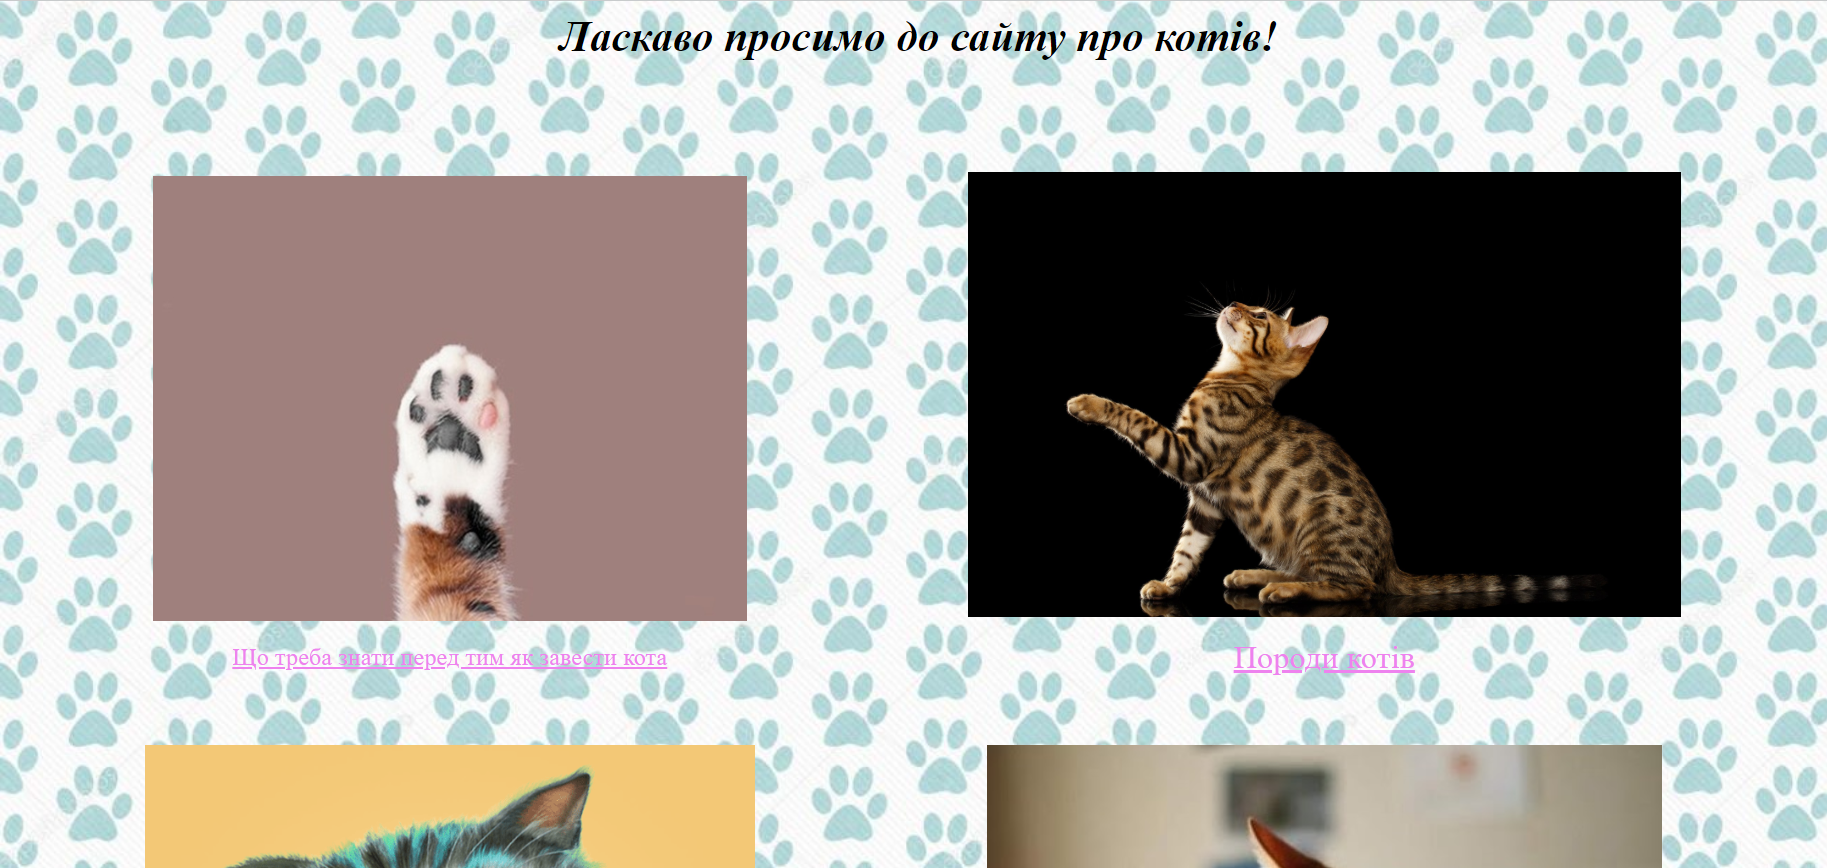 Ласкаво просимо до сайту про котів!
Що треба знати перед тим як завести кота
Породи котів